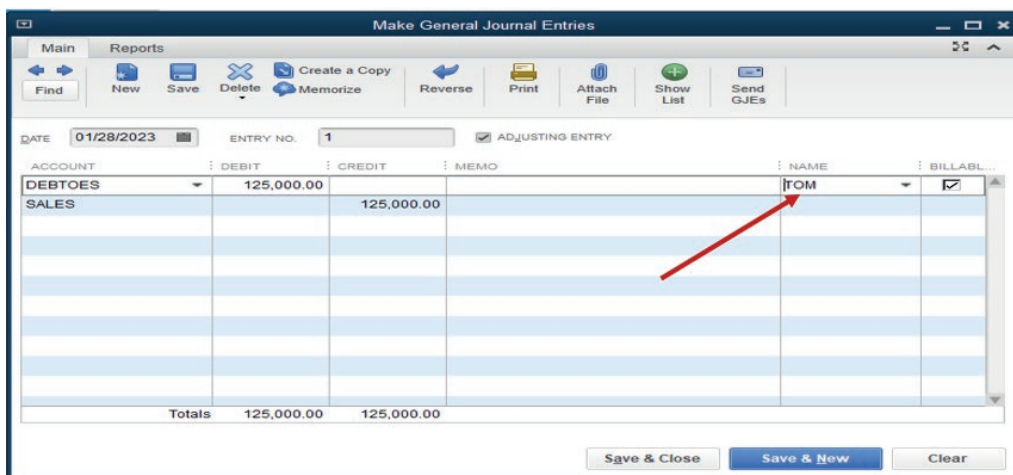 Make General Journal Entries
Main Reports
Find New Save Delete Create a Copy Memorize Reverse Print Attach File Show List Send GJEs
DATE 01/28/2023 ENTRY NO. 1 ADJUSTING ENTRY
ACCOUNT DEBIT CREDIT MEMO NAME BILLABL...
DEBTOES 125,000.00 TOM
SALES 125,000.00
Totals 125,000.00 125,000.00
Save & Close Save & New Clear